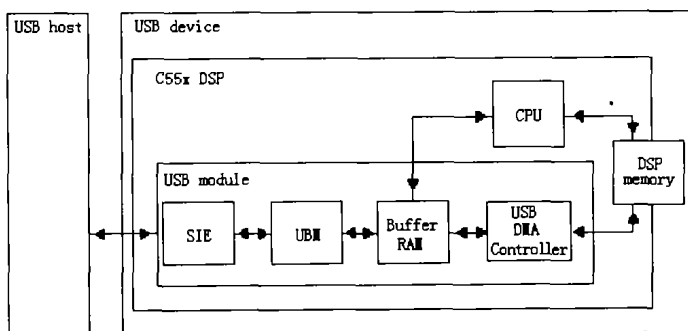 USB host
USB device
C55x DSP
CPU
DSP
memory
USB module
SIE
UBM
Buffer
RAM
USB
DMA
Controller